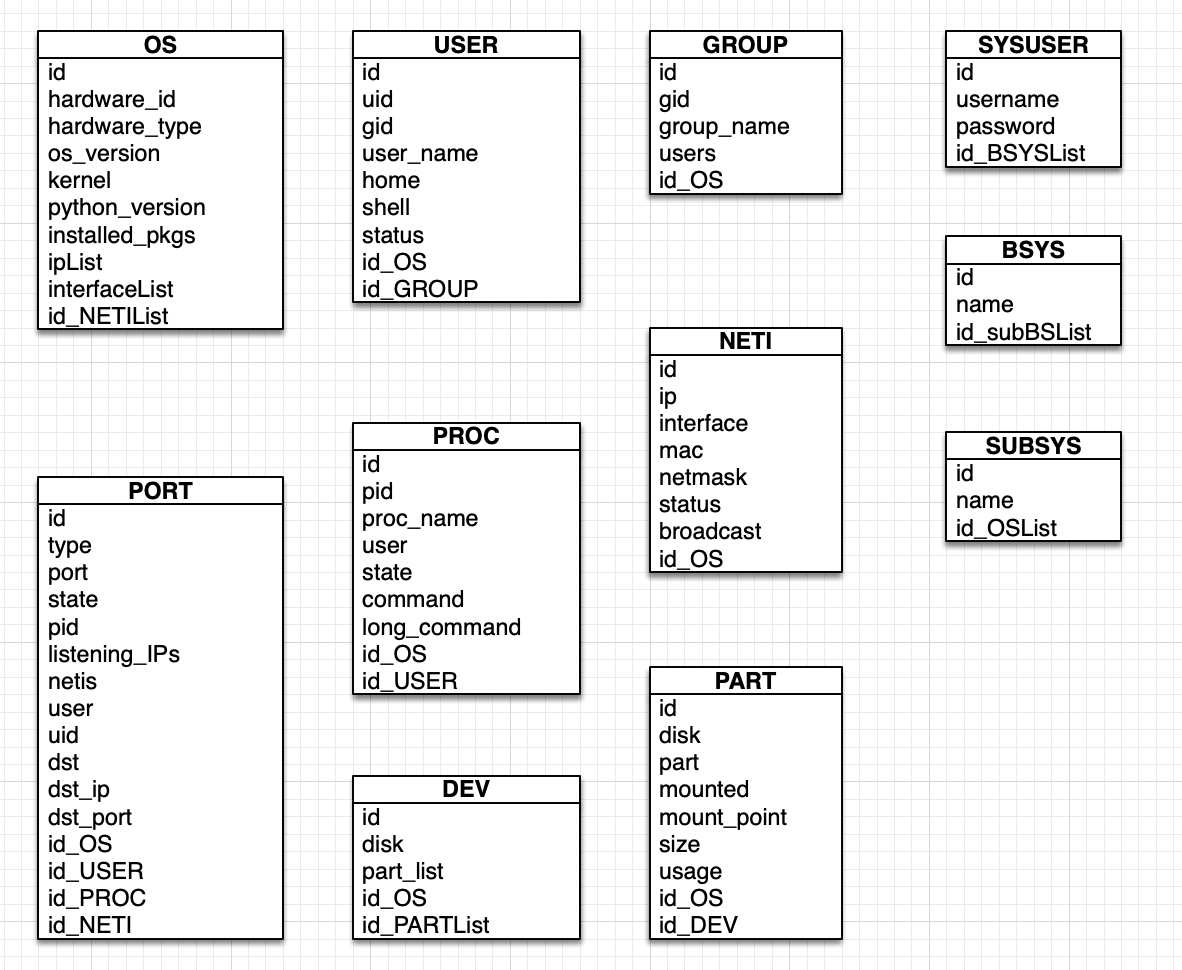 OS
id
hardware_id
hardware_type
os_version
kernel
python_version
installed_pkgs
ipList
interfaceList
id_NETIList
USER
id
uid
gid
user_name
home
shell
status
id_OS
id_GROUP
GROUP
id
gid
group_name
users
id_OS
SYSUSER
id
username
password
id_BSYSList
BSYS
id
name
id_subBSList
NETI
id
ip
interface
mac
netmask
status
broadcast
id_OS
PROC
id
pid
proc_name
user
state
command
long_command
id_OS
id_USER
SUBSYS
id
name
id_OSList
PORT
id
type
port
state
pid
listening_IPs
netis
user
uid
dst
dst_ip
dst_port
id_OS
id_USER
id_PROC
id_NETI
DEV
id
disk
part_list
id_OS
id_PARTList
PART
id
disk
part
mounted
mount_point
size
usage
id_OS
id_DEV